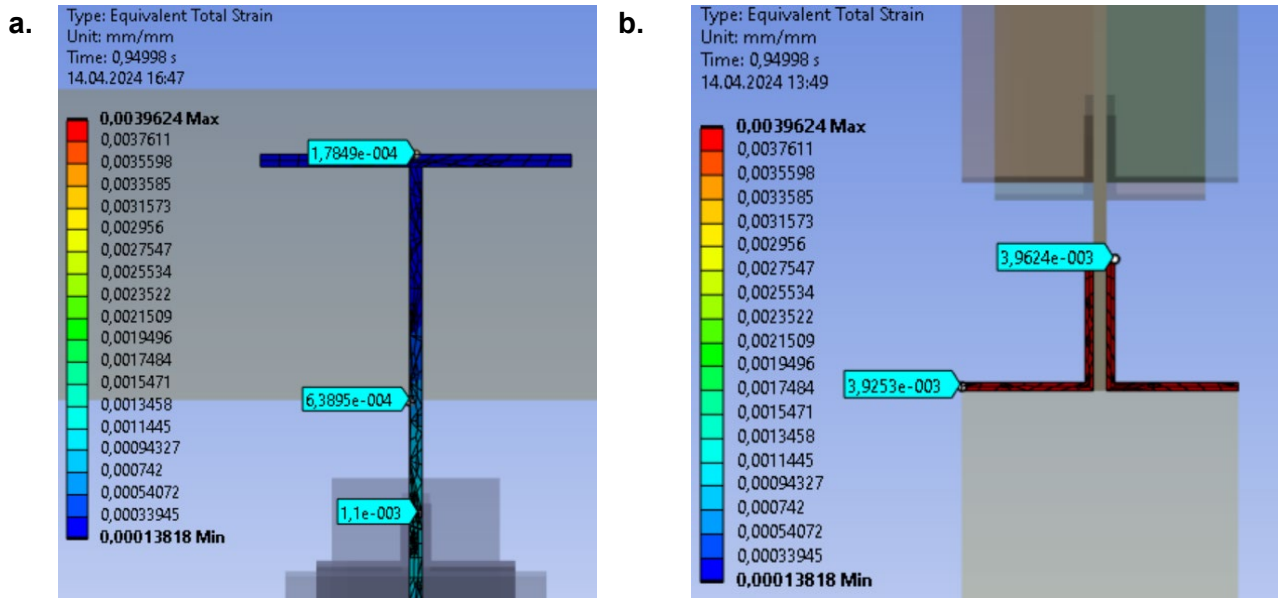 a.
Type: Equivalent Total Strain
Unit: mm/mm
Time: 0,94998 s
14.04.2024 16:47
0,0039624 Max
0,0037611
0,0035598
0,0033585
0,0031573
0,002956
0,0027547
0,0025534
0,0023522
0,0021509
0,0019496
0,0017484
0,0015471
0,0013458
0,0011445
0,00094327
0,000742
0,00054072
0,00033945
0,00013818 Min
1,7849e-004
6,3895e-004
1,1e-003
b.
Type: Equivalent Total Strain
Unit: mm/mm
Time: 0,94998 s
14.04.2024 13:49
0,0039624 Max
0,0037611
0,0035598
0,0033585
0,0031573
0,002956
0,0027547
0,0025534
0,0023522
0,0021509
0,0019496
0,0017484
0,0015471
0,0013458
0,0011445
0,00094327
0,000742
0,00054072
0,00033945
0,00013818 Min
3,9624e-003
3,9253e-003